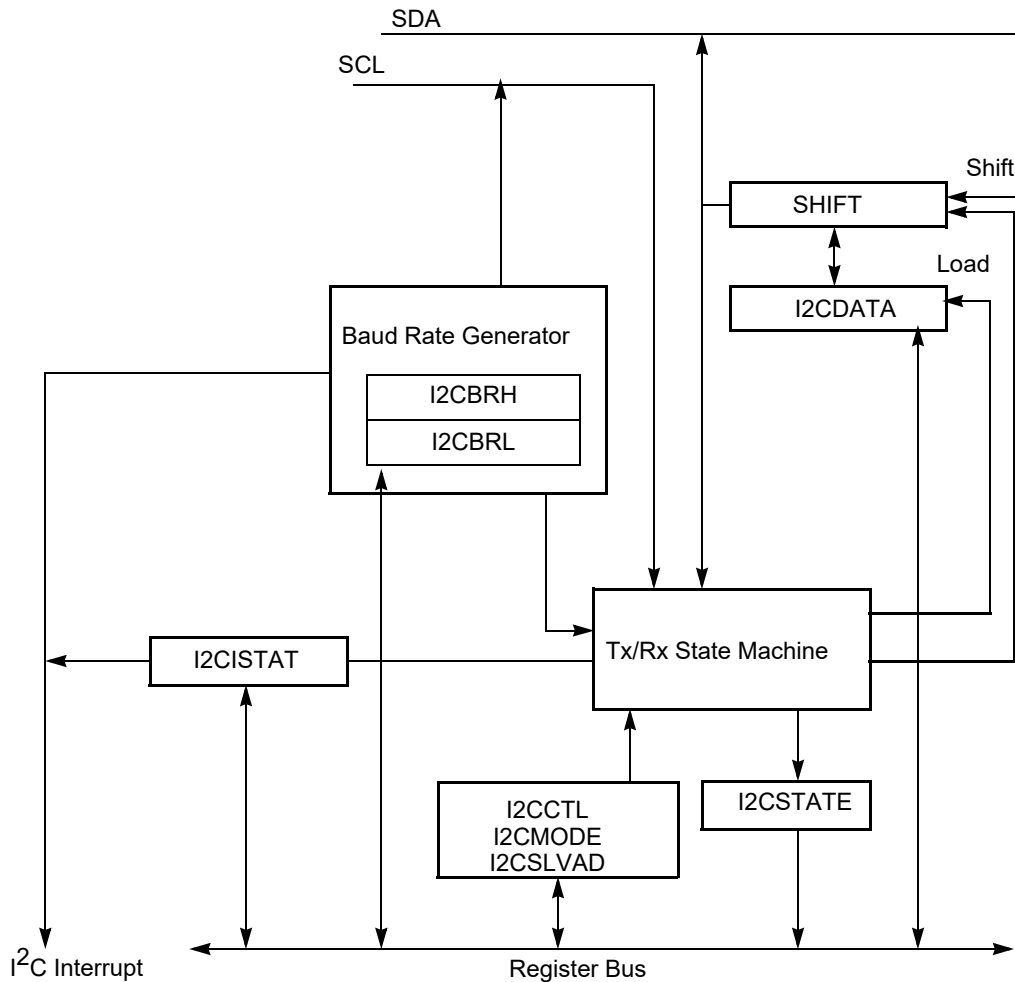 SDA
SCL
Shift
SHIFT
Load
I2CDATA
Baud Rate Generator
I2CBRH
I2CBRL
Tx/Rx State Machine
I2CISTAT
I2CCTL
I2CMODE
I2CSLVAD
I2CSTATE
I²C Interrupt
Register Bus